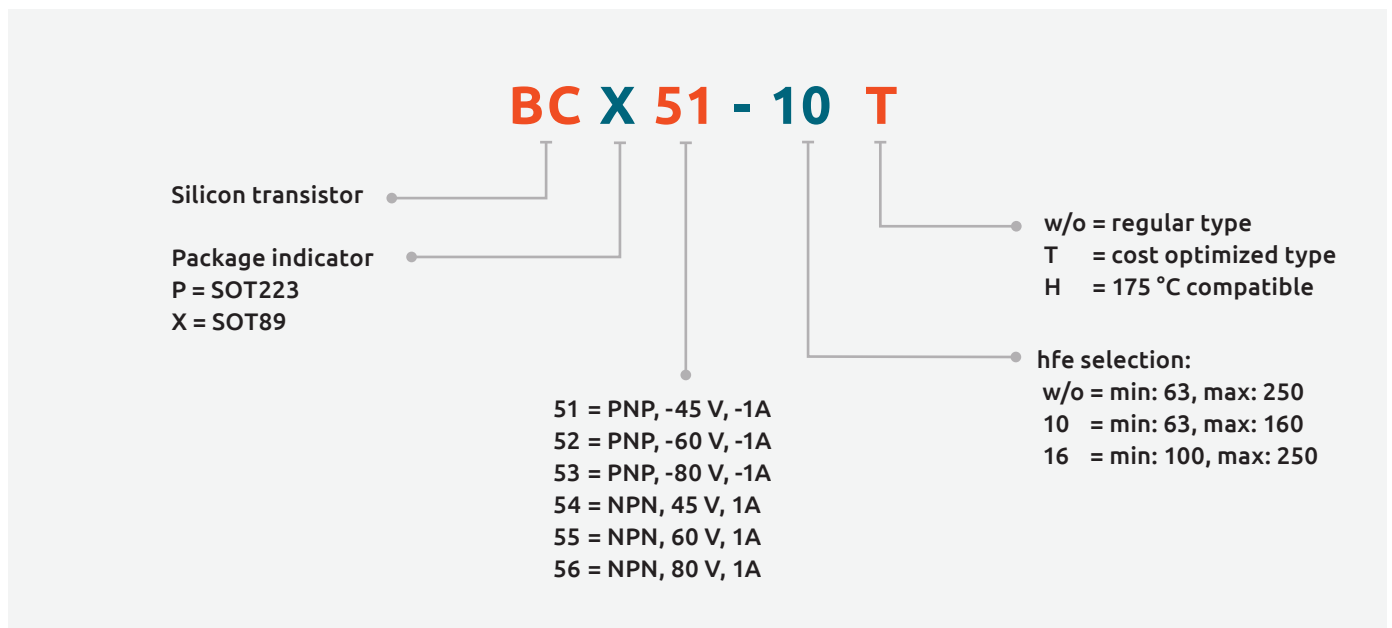 BC X 51 - 10 T
Silicon transistor
Package indicator
P = SOT223
X = SOT89
51 = PNP, -45 V, -1A
52 = PNP, -60 V, -1A
53 = PNP, -80 V, -1A
54 = NPN, 45 V, 1A
55 = NPN, 60 V, 1A
56 = NPN, 80 V, 1A
w/o = regular type
T = cost optimized type
H = 175 °C compatible
hfe selection:
w/o = min: 63, max: 250
10 = min: 63, max: 160
16 = min: 100, max: 250